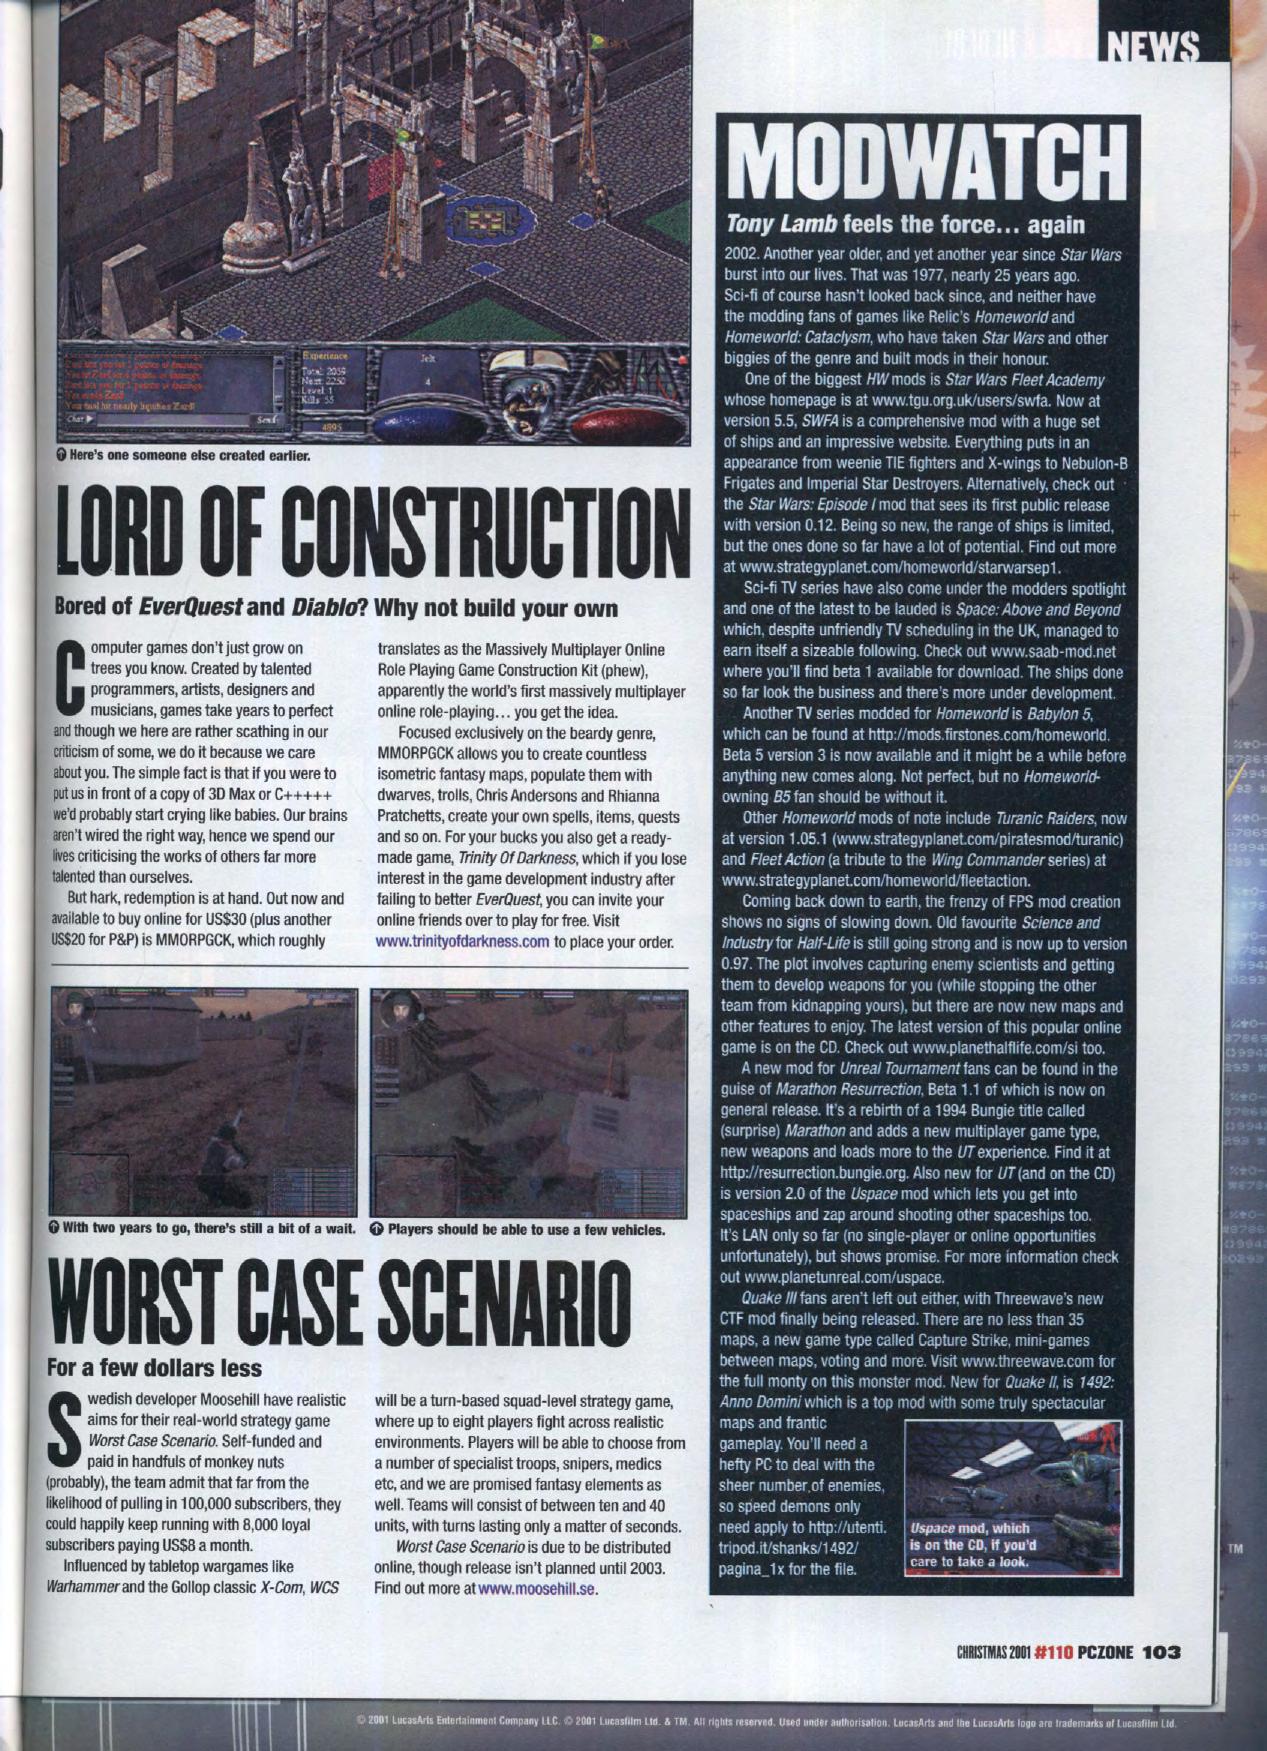 NEWS
Experience
Total: 2059
Next: 2250
Level: 1
Kills: 55
4895
Jelt
4
Chat
Send
Here's one someone else created earlier.
LORD OF CONSTRUCTION
Bored of EverQuest and Diablo? Why not build your own
Computer games don't just grow on
trees you know. Created by talented
programmers, artists, designers and
musicians, games take years to perfect
and though we here are rather scathing in our
criticism of some, we do it because we care
about you. The simple fact is that if you were to
put us in front of a copy of 3D Max or C+++++
we'd probably start crying like babies. Our brains
aren't wired the right way, hence we spend our
lives criticising the works of others far more
talented than ourselves.
But hark, redemption is at hand. Out now and
available to buy online for US$30 (plus another
US$20 for P&P) is MMORPGCK, which roughly
translates as the Massively Multiplayer Online
Role Playing Game Construction Kit (phew),
apparently the world's first massively multiplayer
online role-playing... you get the idea.
Focused exclusively on the beardy genre,
MMORPGCK allows you to create countless
isometric fantasy maps, populate them with
dwarves, trolls, Chris Andersons and Rhianna
Pratchetts, create your own spells, items, quests
and so on. For your bucks you also get a ready-
made game, Trinity Of Darkness, which if you lose
interest in the game development industry after
failing to better EverQuest, you can invite your
online friends over to play for free. Visit
www.trinityofdarkness.com to place your order.
With two years to go, there's still a bit of a wait.
Players should be able to use a few vehicles.
WORST CASE SCENARIO
For a few dollars less
Swedish developer Moosehill have realistic
aims for their real-world strategy game
Worst Case Scenario. Self-funded and
paid in handfuls of monkey nuts
(probably), the team admit that far from the
likelihood of pulling in 100,000 subscribers, they
could happily keep running with 8,000 loyal
subscribers paying US$8 a month.
Influenced by tabletop wargames like
Warhammer and the Gollop classic X-Com, WCS
will be a turn-based squad-level strategy game,
where up to eight players fight across realistic
environments. Players will be able to choose from
a number of specialist troops, snipers, medics
etc, and we are promised fantasy elements as
well. Teams will consist of between ten and 40
units, with turns lasting only a matter of seconds.
Worst Case Scenario is due to be distributed
online, though release isn't planned until 2003.
Find out more at www.moosehill.se.
MODWATCH
Tony Lamb feels the force... again
2002. Another year older, and yet another year since Star Wars
burst into our lives. That was 1977, nearly 25 years ago.
Sci-fi of course hasn't looked back since, and neither have
the modding fans of games like Relic's Homeworld and
Homeworld: Cataclysm, who have taken Star Wars and other
biggies of the genre and built mods in their honour.
One of the biggest HW mods is Star Wars Fleet Academy
whose homepage is at www.tgu.org.uk/users/swfa. Now at
version 5.5, SWFA is a comprehensive mod with a huge set
of ships and an impressive website. Everything puts in an
appearance from weenie TIE fighters and X-wings to Nebulon-B
Frigates and Imperial Star Destroyers. Alternatively, check out
the Star Wars: Episode I mod that sees its first public release
with version 0.12. Being so new, the range of ships is limited,
but the ones done so far have a lot of potential. Find out more
at www.strategyplanet.com/homeworld/starwarsep1.
Sci-fi TV series have also come under the modders spotlight
and one of the latest to be lauded is Space: Above and Beyond
which, despite unfriendly TV scheduling in the UK, managed to
earn itself a sizeable following. Check out www.saab-mod.net
where you'll find beta 1 available for download. The ships done
so far look the business and there's more under development.
Another TV series modded for Homeworld is Babylon 5,
which can be found at http://mods.firstones.com/homeworld.
Beta 5 version 3 is now available and it might be a while before
anything new comes along. Not perfect, but no Homeworld-
owning B5 fan should be without it.
Other Homeworld mods of note include Turanic Raiders, now
at version 1.05.1 (www.strategyplanet.com/piratesmod/turanic)
and Fleet Action (a tribute to the Wing Commander series) at
www.strategyplanet.com/homeworld/fleetaction.
Coming back down to earth, the frenzy of FPS mod creation
shows no signs of slowing down. Old favourite Science and
Industry for Half-Life is still going strong and is now up to version
0.97. The plot involves capturing enemy scientists and getting
them to develop weapons for you (while stopping the other
team from kidnapping yours), but there are now new maps and
other features to enjoy. The latest version of this popular online
game is on the CD. Check out www.planethalflife.com/si too.
A new mod for Unreal Tournament fans can be found in the
guise of Marathon Resurrection, Beta 1.1 of which is now on
general release. It's a rebirth of a 1994 Bungie title called
(surprise) Marathon and adds a new multiplayer game type,
new weapons and loads more to the UT experience. Find it at
http://resurrection.bungie.org. Also new for UT (and on the CD)
is version 2.0 of the Uspace mod which lets you get into
spaceships and zap around shooting other spaceships too.
It's LAN only so far (no single-player or online opportunities
unfortunately), but shows promise. For more information check
out www.planetunreal.com/uspace.
Quake III fans aren't left out either, with Threewave's new
CTF mod finally being released. There are no less than 35
maps, a new game type called Capture Strike, mini-games
between maps, voting and more. Visit www.threewave.com for
the full monty on this monster mod. New for Quake II, is 1492:
Anno Domini which is a top mod with some truly spectacular
maps and frantic
gameplay. You'll need a
hefty PC to deal with the
sheer number of enemies,
so speed demons only
need apply to http://utenti.
tripod.it/shanks/1492/
pagina_1x for the file.
Uspace mod, which
is on the CD, if you'd
care to take a look.
TM
CHRISTMAS 2001 #110 PCZONE 103
© 2001 LucasArts Entertainment Company LLC. © 2001 Lucasfilm Ltd. & TM. All rights reserved. Used under authorisation. LucasArts and the LucasArts logo are trademarks of Lucasfilm Ltd.